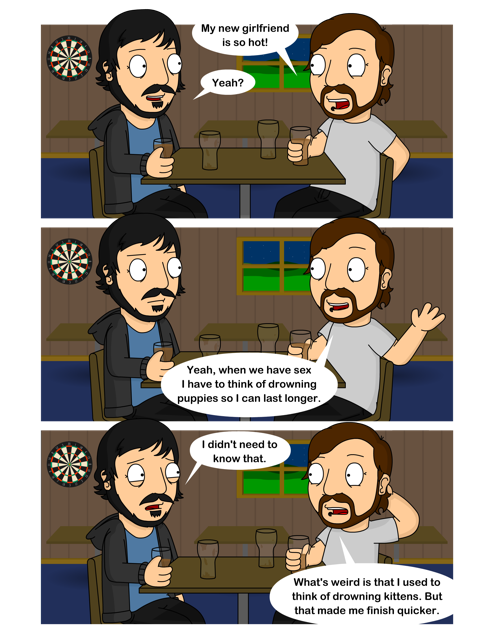 My new girlfriend
is so hot!
Yeah?
Yeah, when we have sex
I have to think of drowning
puppies so I can last longer.
I didn't need to
know that.
What's weird is that I used to
think of drowning kittens. But
that made me finish quicker.